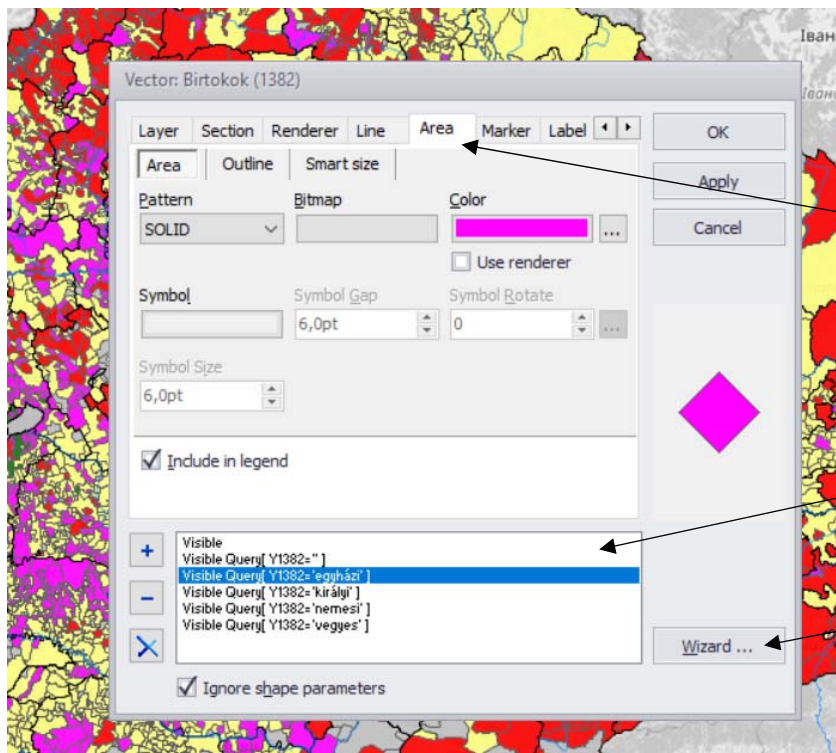 Іван
Івано
Vector: Birtokok (1382)
Layer Section Renderer Line Area Marker Label
OK
Area Outline Smart size
Apply
Pattern Bitmap Color
SOLID ...
Cancel
Use renderer
Symbol Symbol Gap Symbol Rotate
6,0pt 0 ...
Symbol Size
6,0pt
Include in legend
+ Visible
Visible Query[ Y1382='' ]
Visible Query[ Y1382='egyházi' ]
Visible Query[ Y1382='királyi' ]
Visible Query[ Y1382='nemesi' ]
Visible Query[ Y1382='vegyes' ]
Wizard ...
Ignore shape parameters